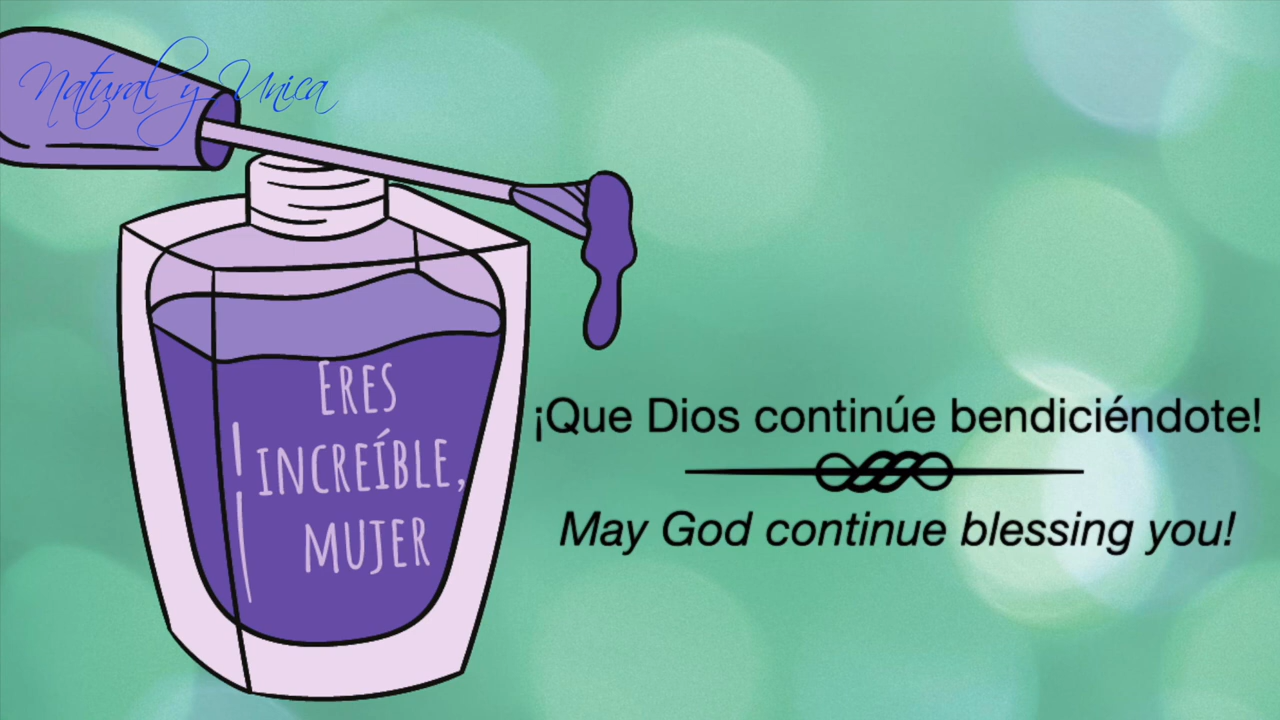 Natural y Unica
ERES
INCREÍBLE,
MUJER
¡Que Dios continúe bendiciéndote!
May God continue blessing you!